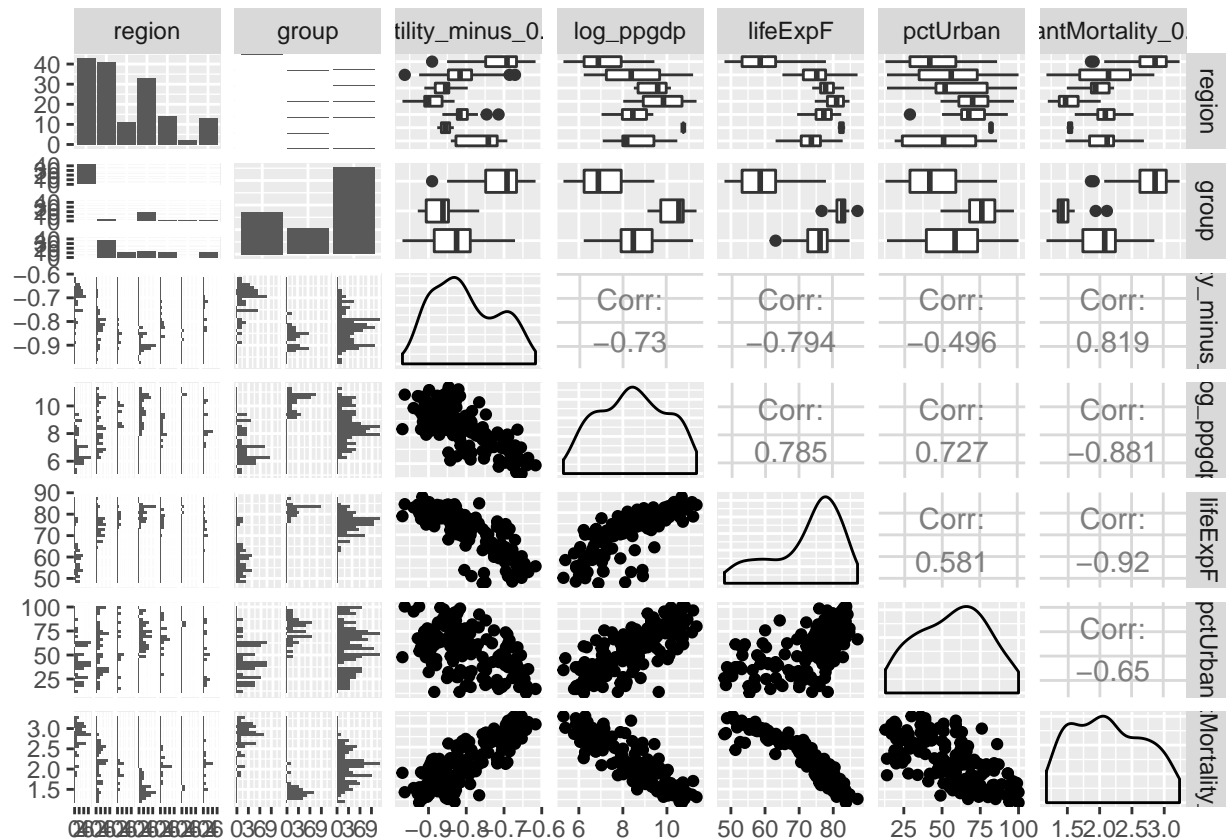 region group tility_minus_0. log_ppgdp lifeExpF pctUrban antMortality_0.
40
30
20
10
0
region
group
−0.6
−0.7
−0.8
−0.9
Corr: Corr: Corr: Corr:
−0.73 −0.794 −0.496 0.819
y_minus_
10
8
6
Corr: Corr: Corr:
0.785 0.727 −0.881
og_ppgdp
90
80
70
60
50
Corr: Corr:
0.581 −0.92
lifeExpF
100
75
50
25
Corr:
−0.65
pctUrban
3.0
2.5
2.0
1.5
tMortality_
0369 0369 0369 −0.9 −0.8 −0.7 −0.6 6 8 10 50 60 70 80 25 50 75 100 1.5 2.0 2.5 3.0